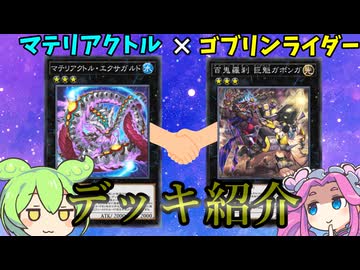 マテリアクトル×ゴブリンライダー
マテリアクトル・エクサガルド
百鬼羅刹 巨魁ガボンガ
デッキ紹介